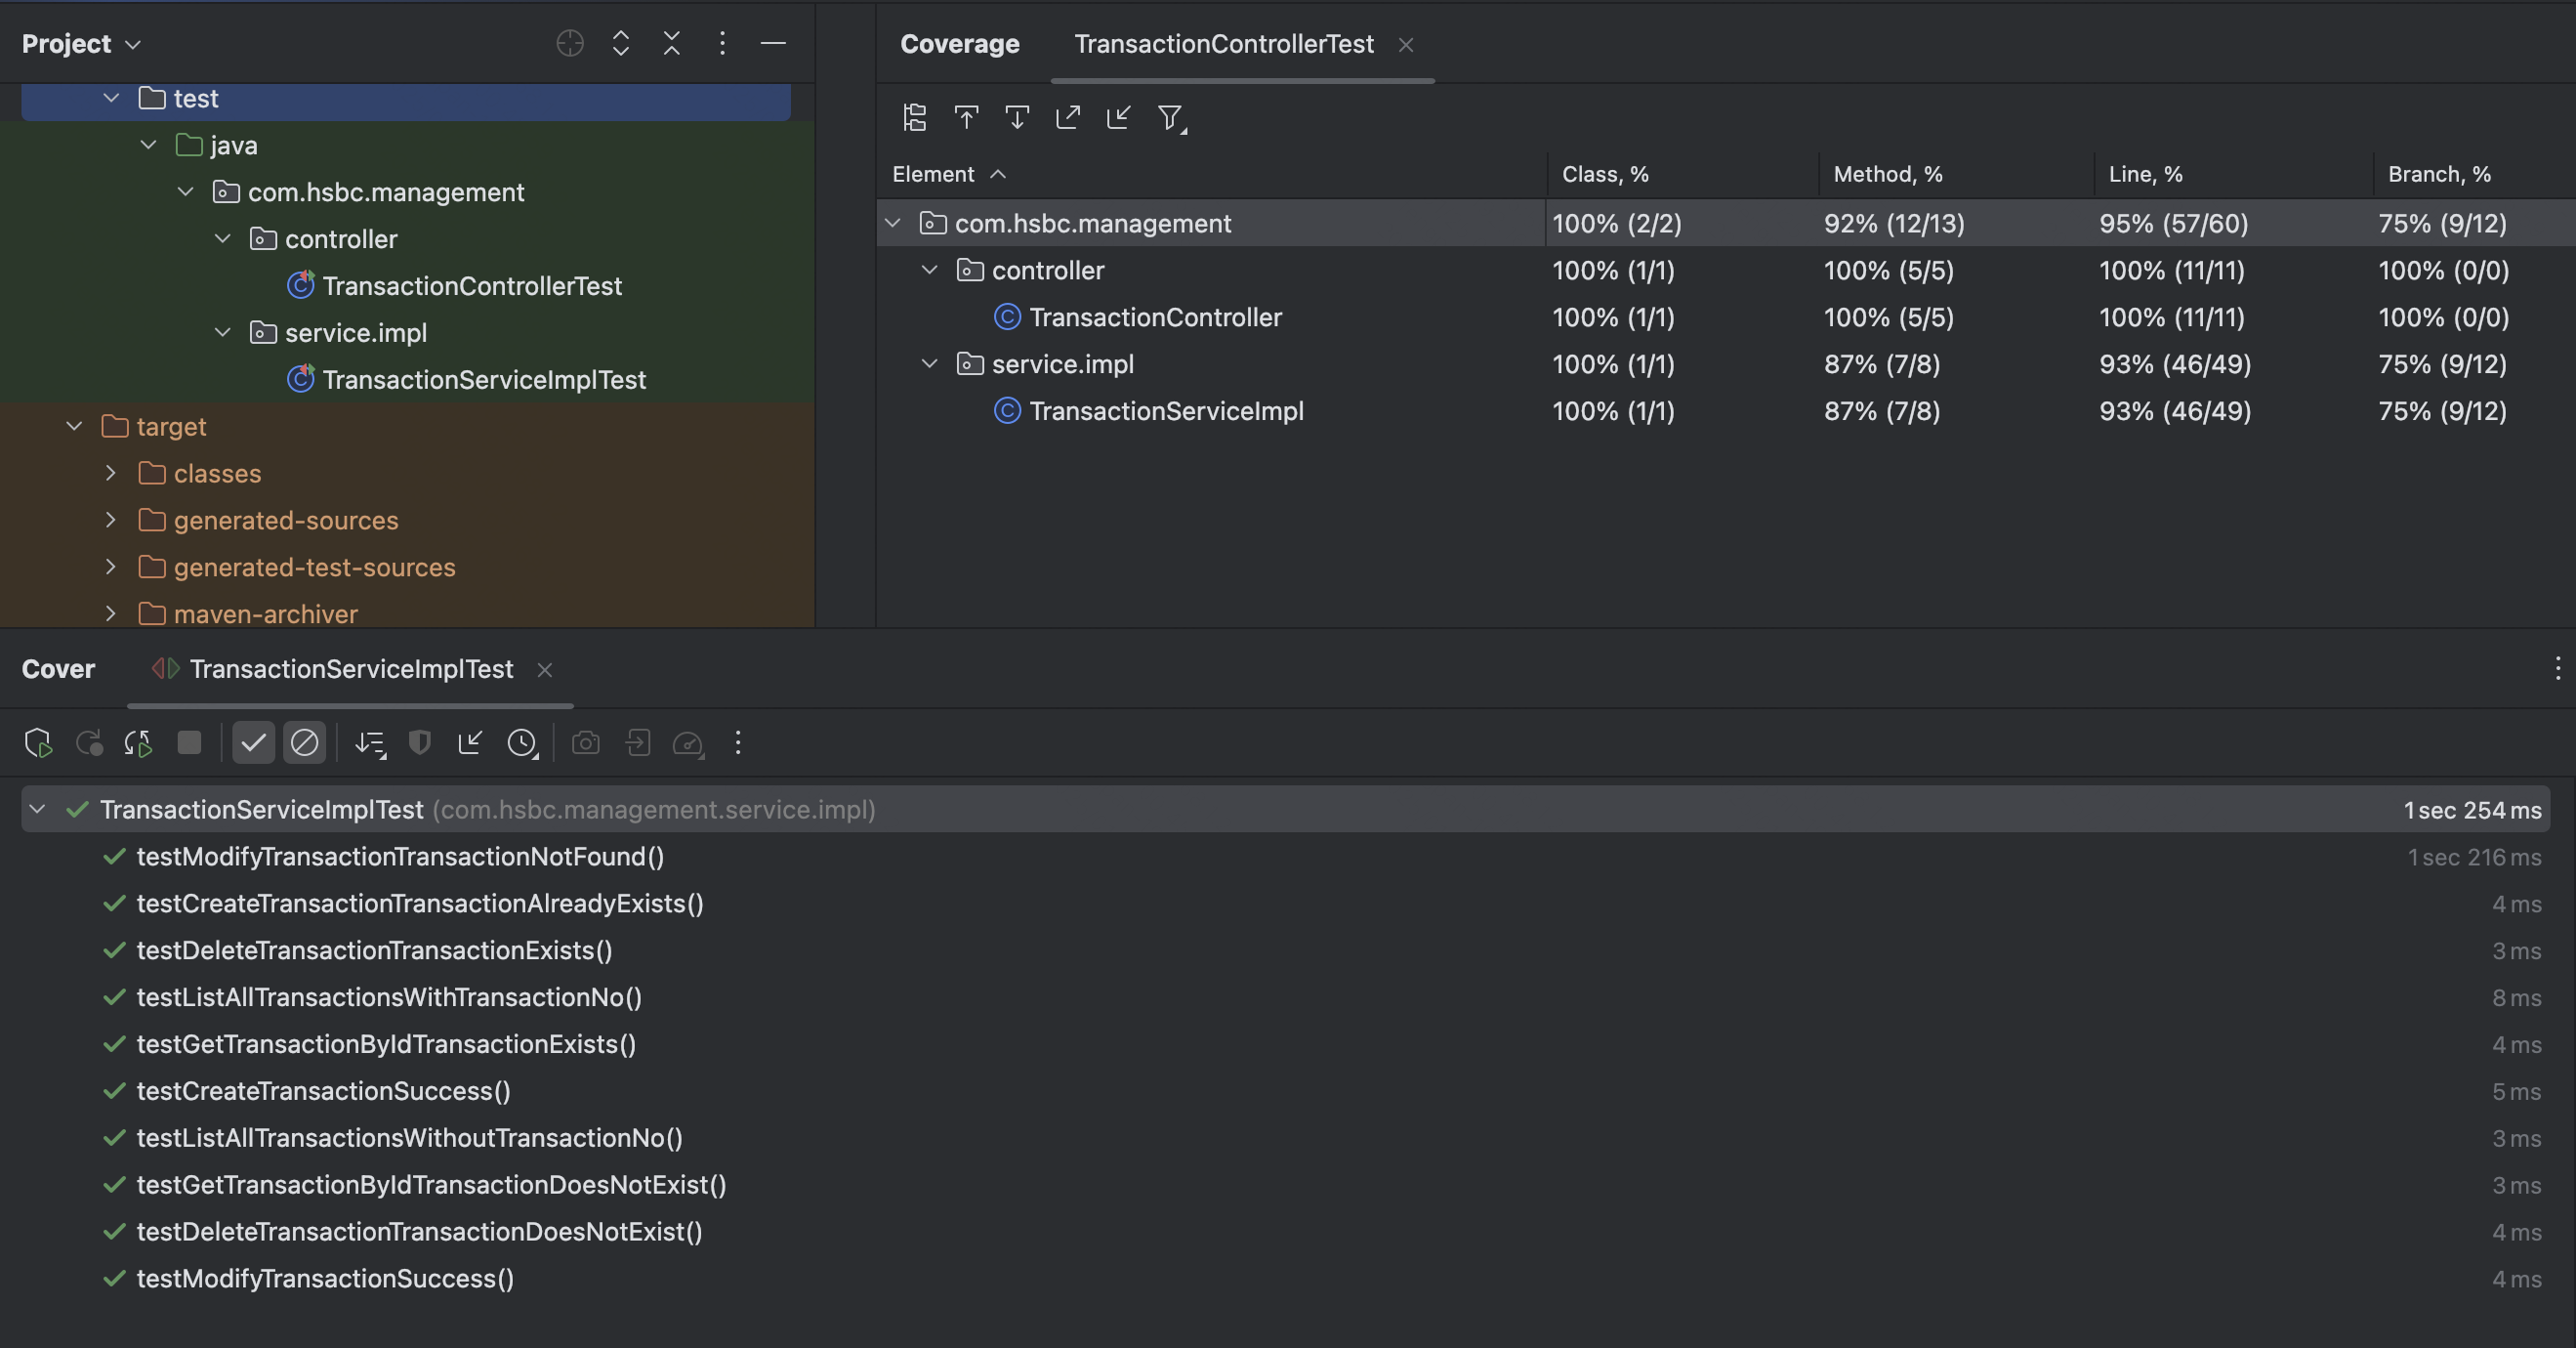 Project
test
java
com.hsbc.management
controller
TransactionControllerTest
service.impl
TransactionServiceImplTest
target
classes
generated-sources
generated-test-sources
maven-archiver
Coverage TransactionControllerTest
Element Class, % Method, % Line, % Branch, %
com.hsbc.management 100% (2/2) 92% (12/13) 95% (57/60) 75% (9/12)
controller 100% (1/1) 100% (5/5) 100% (11/11) 100% (0/0)
TransactionController 100% (1/1) 100% (5/5) 100% (11/11) 100% (0/0)
service.impl 100% (1/1) 87% (7/8) 93% (46/49) 75% (9/12)
TransactionServiceImpl 100% (1/1) 87% (7/8) 93% (46/49) 75% (9/12)
Cover TransactionServiceImplTest
TransactionServiceImplTest (com.hsbc.management.service.impl) 1 sec 254 ms
testModifyTransactionTransactionNotFound() 1 sec 216 ms
testCreateTransactionTransactionAlreadyExists() 4 ms
testDeleteTransactionTransactionExists() 3 ms
testListAllTransactionsWithTransactionNo() 8 ms
testGetTransactionByIdTransactionExists() 4 ms
testCreateTransactionSuccess() 5 ms
testListAllTransactionsWithoutTransactionNo() 3 ms
testGetTransactionByIdTransactionDoesNotExist() 3 ms
testDeleteTransactionTransactionDoesNotExist() 4 ms
testModifyTransactionSuccess() 4 ms